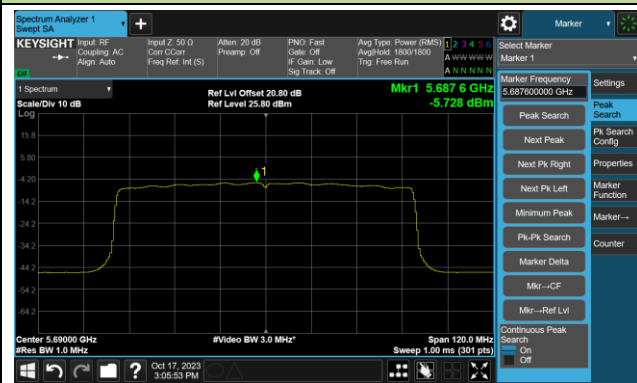 Spectrum Analyzer 1
Swept SA
Marker
KEYSIGHT
Input: RF
Coupling: AC
Align: Auto
Input Z: 50 Ω
Corr CCorr
Freq Ref: Int (S)
Atten: 20 dB
Preamp: Off
PNO: Fast
Gate: Off
IF Gain: Low
Sig Track: Off
Avg Type: Power (RMS)
Avg|Hold: 1800/1800
Trig: Free Run
1 2 3 4 5 6
A W W W W W
A N N N N N
Select Marker
Marker 1
1 Spectrum
Scale/Div 10 dB
Log
Ref Lvl Offset 20.80 dB
Ref Level 25.80 dBm
Mkr1 5.687 6 GHz
-5.728 dBm
15.8
5.80
-4.20
-14.2
-24.2
-34.2
-44.2
-54.2
-64.2
1
Center 5.69000 GHz
#Res BW 1.0 MHz
#Video BW 3.0 MHz*
Span 120.0 MHz
Sweep 1.00 ms (301 pts)
Marker Frequency
5.687600000 GHz
Peak Search
Next Peak
Next Pk Right
Next Pk Left
Minimum Peak
Pk-Pk Search
Marker Delta
Mkr→CF
Mkr→Ref Lvl
Continuous Peak
Search
On
Off
Settings
Peak
Search
Pk Search
Config
Properties
Marker
Function
Marker→
Counter
?
Oct 17, 2023
3:05:53 PM